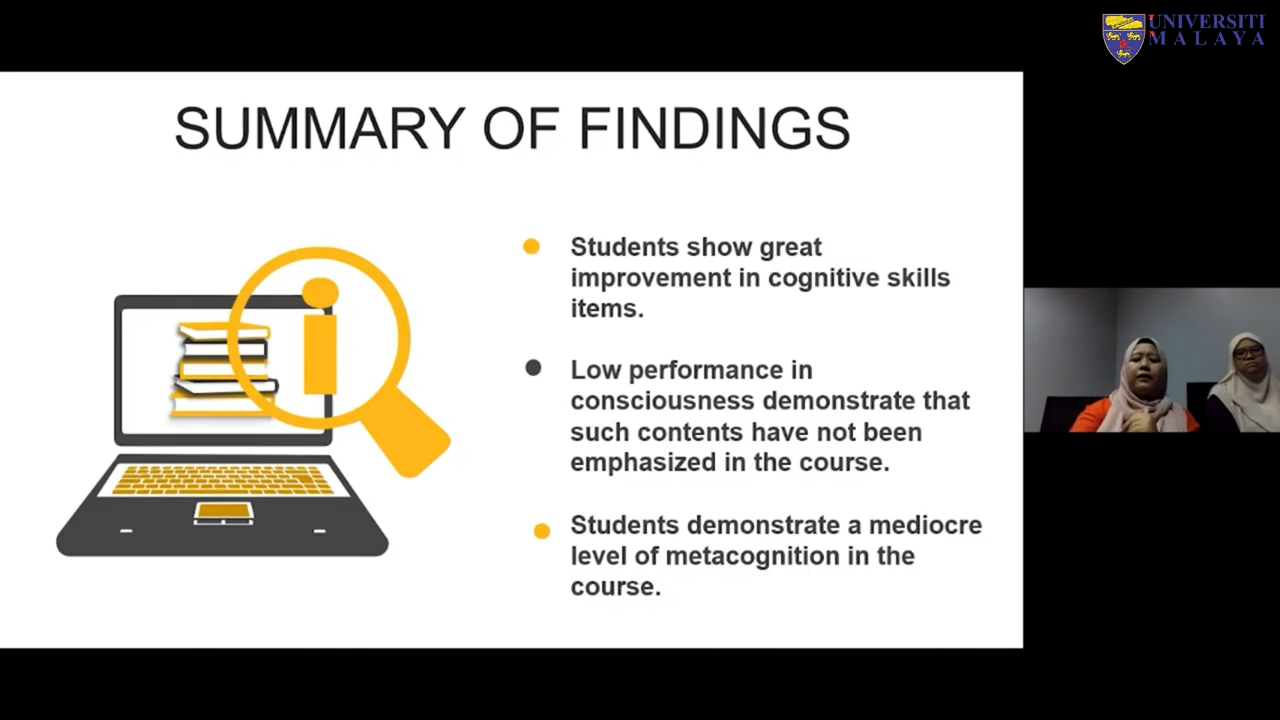 UNIVERSITI
MALAYA
SUMMARY OF FINDINGS
Students show great
improvement in cognitive skills
items.
Low performance in
consciousness demonstrate that
such contents have not been
emphasized in the course.
Students demonstrate a mediocre
level of metacognition in the
course.